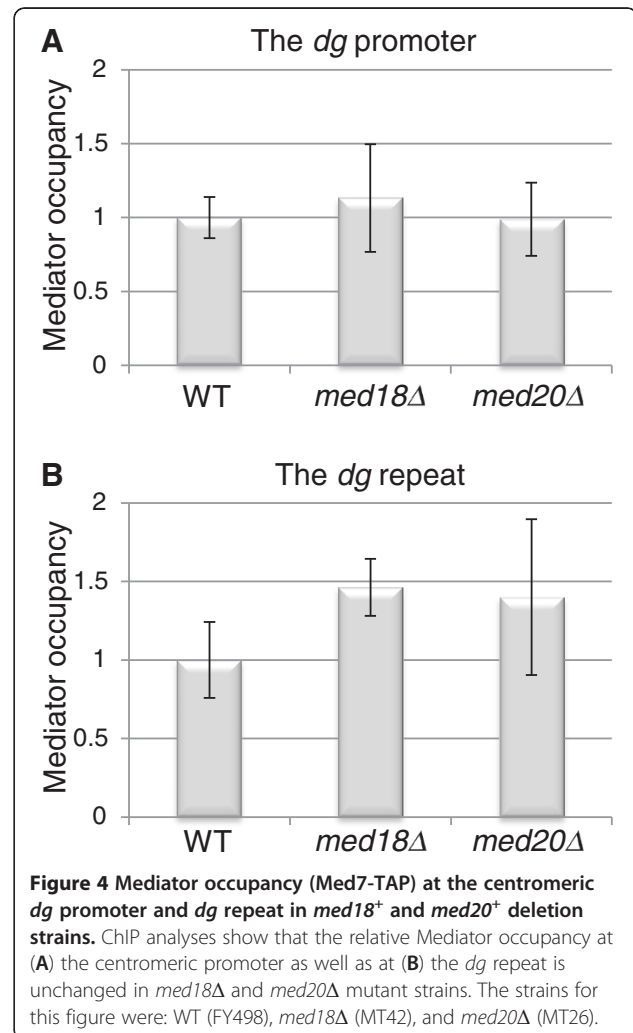 A The dg promoter
2
1.5
1
0.5
0
Mediator occupancy
WT med18Δ med20Δ
B The dg repeat
2
1.5
1
0.5
0
Mediator occupancy
WT med18Δ med20Δ
Figure 4 Mediator occupancy (Med7-TAP) at the centromeric
dg promoter and dg repeat in med18⁺ and med20⁺ deletion
strains. ChIP analyses show that the relative Mediator occupancy at
(A) the centromeric promoter as well as at (B) the dg repeat is
unchanged in med18Δ and med20Δ mutant strains. The strains for
this figure were: WT (FY498), med18Δ (MT42), and med20Δ (MT26).